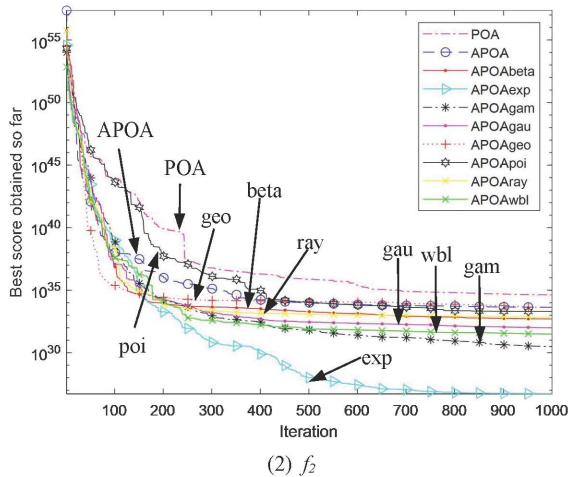 10^55
10^50
10^45
10^40
10^35
10^30
Best score obtained so far
POA
APOA
APOAbeta
APOAexp
APOAgam
APOAgau
APOAgeo
APOApoi
APOAray
APOAwbl
APOA
POA
geo
beta
ray
gau
wbl
gam
poi
exp
100 200 300 400 500 600 700 800 900 1000
Iteration
(2) f₂